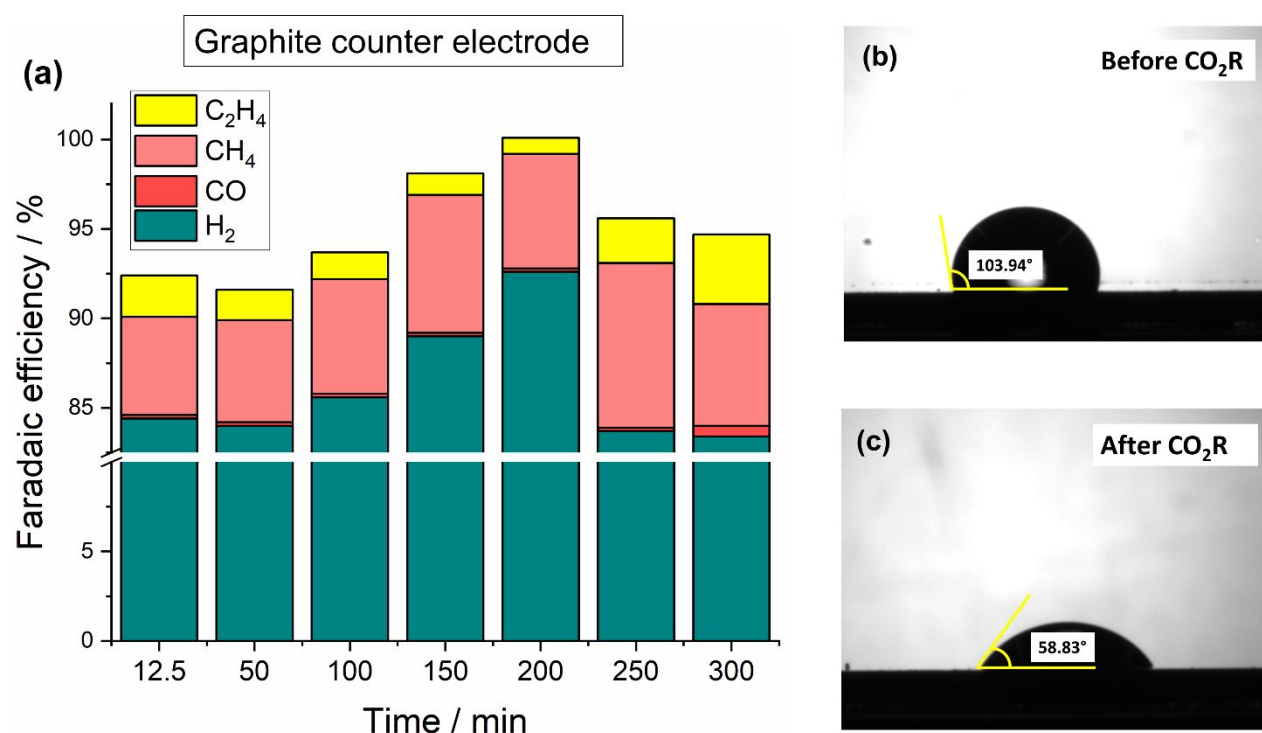 Graphite counter electrode
(a)
C₂H₄
CH₄
CO
H₂
Faradaic efficiency / %
100
95
90
85
5
0
12.5 50 100 150 200 250 300
Time / min
(b)
Before CO₂R
103.94°
(c)
After CO₂R
58.83°